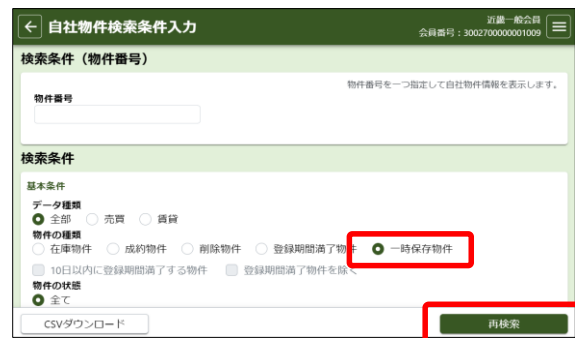 自社物件検索条件入力
近畿一般会員
会員番号：3002700000001009
検索条件（物件番号）
物件番号を一つ指定して自社物件情報を表示します。
物件番号
検索条件
基本条件
データ種類
全部 売買 賃貸
物件の種類
在庫物件 成約物件 削除物件 登録期間満了物件 一時保存物件
10日以内に登録期間満了する物件 登録期間満了物件を除く
物件の状態
全て
CSVダウンロード 再検索